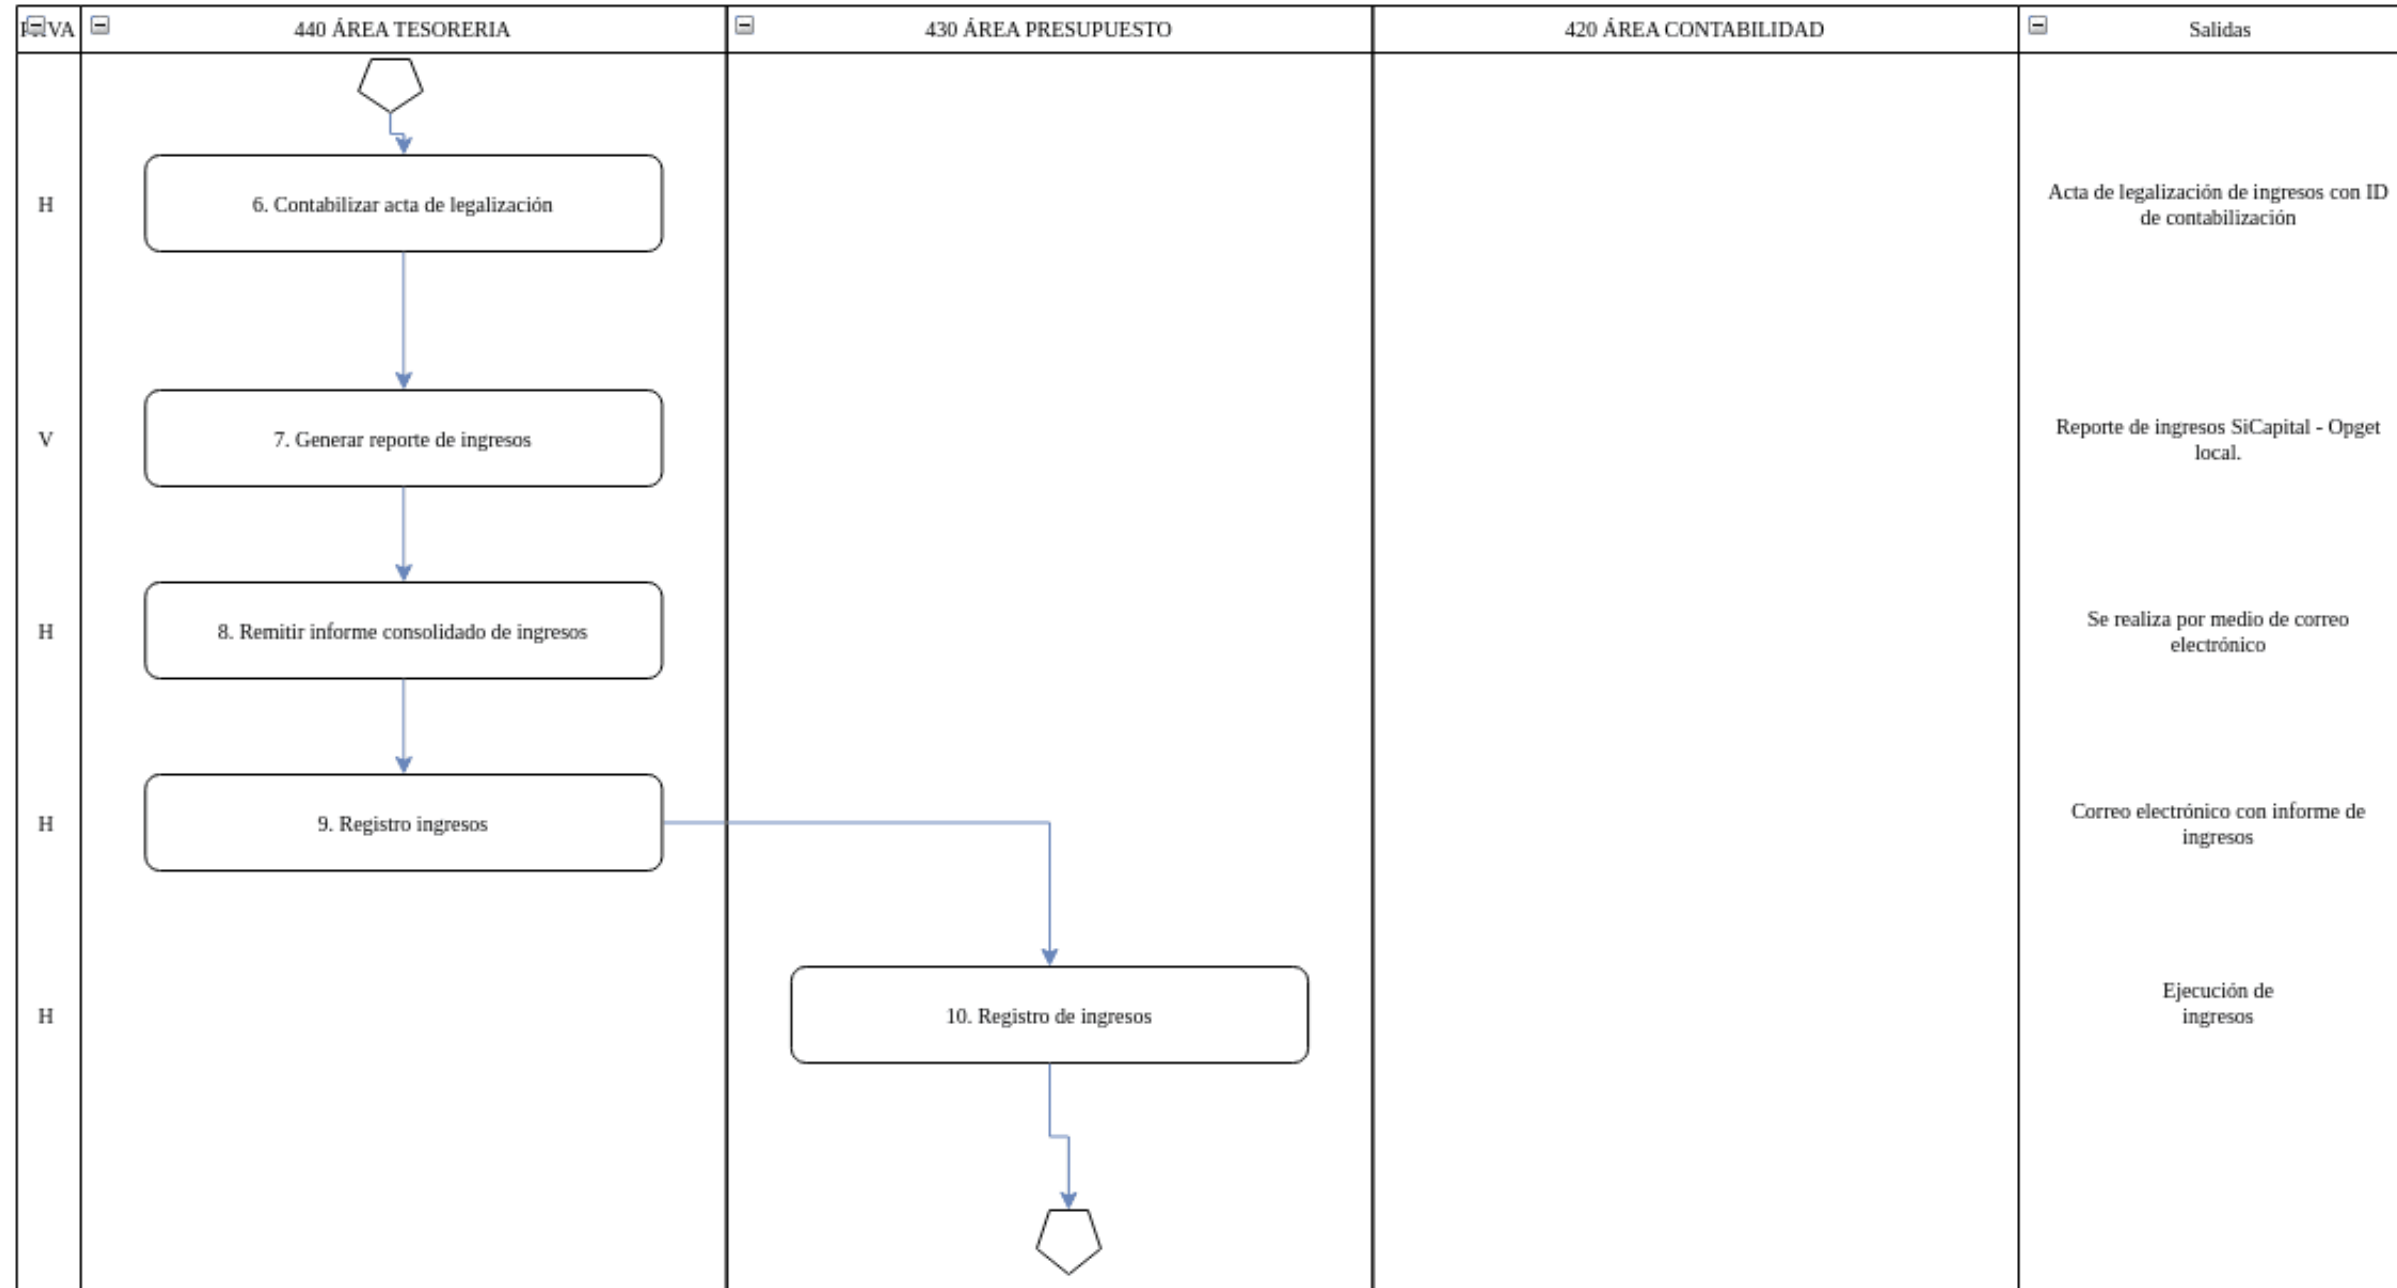 440 ÁREA TESORERIA
430 ÁREA PRESUPUESTO
420 ÁREA CONTABILIDAD
Salidas
H
6. Contabilizar acta de legalización
Acta de legalización de ingresos con ID
de contabilización
V
7. Generar reporte de ingresos
Reporte de ingresos SiCapital - Opget
local.
H
8. Remitir informe consolidado de ingresos
Se realiza por medio de correo
electrónico
H
9. Registro ingresos
Correo electrónico con informe de
ingresos
H
10. Registro de ingresos
Ejecución de
ingresos